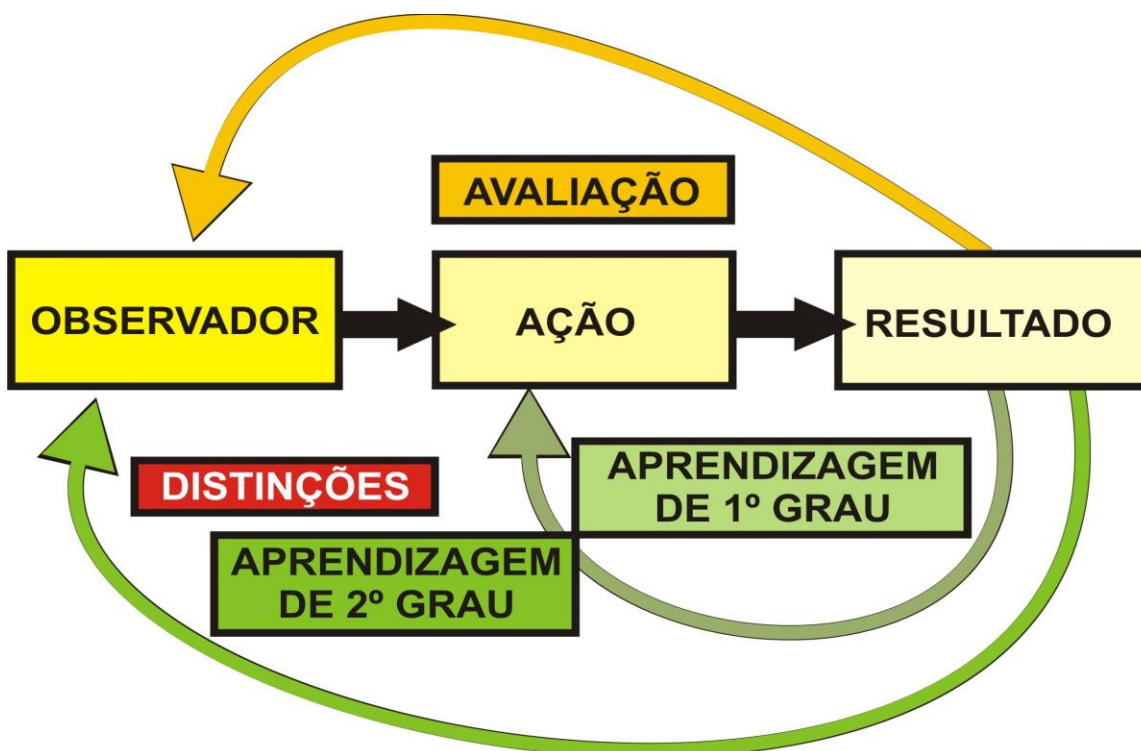 AVALIAÇÃO
OBSERVADOR
AÇÃO
RESULTADO
DISTINÇÕES
APRENDIZAGEM
DE 1º GRAU
APRENDIZAGEM
DE 2º GRAU